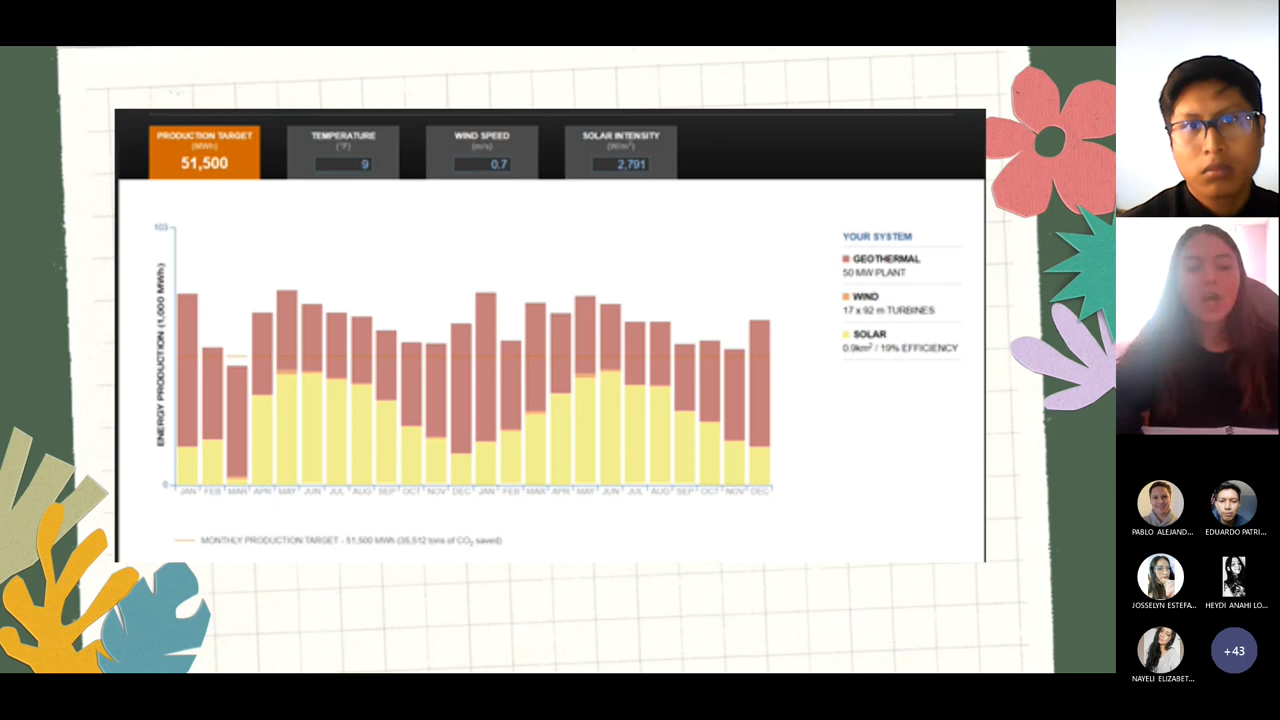 PRODUCTION TARGET
(MWh)
51,500
TEMPERATURE
(°F)
9
WIND SPEED
(m/s)
0.7
SOLAR INTENSITY
(W/m²)
2,791
103
ENERGY PRODUCTION (1,000 MWh)
0
JAN FEB MAR APR MAY JUN JUL AUG SEP OCT NOV DEC JAN FEB MAR APR MAY JUN JUL AUG SEP OCT NOV DEC
MONTHLY PRODUCTION TARGET - 51,500 MWh (35,512 tons of CO₂ saved)
YOUR SYSTEM
GEOTHERMAL
50 MW PLANT
WIND
17 x 92 m TURBINES
SOLAR
0.9km² / 19% EFFICIENCY
PABLO ALEJAND...
EDUARDO PATRI...
JOSSELYN ESTEFA...
HEYDI ANAHI LO...
NAYELI ELIZABET...
+43